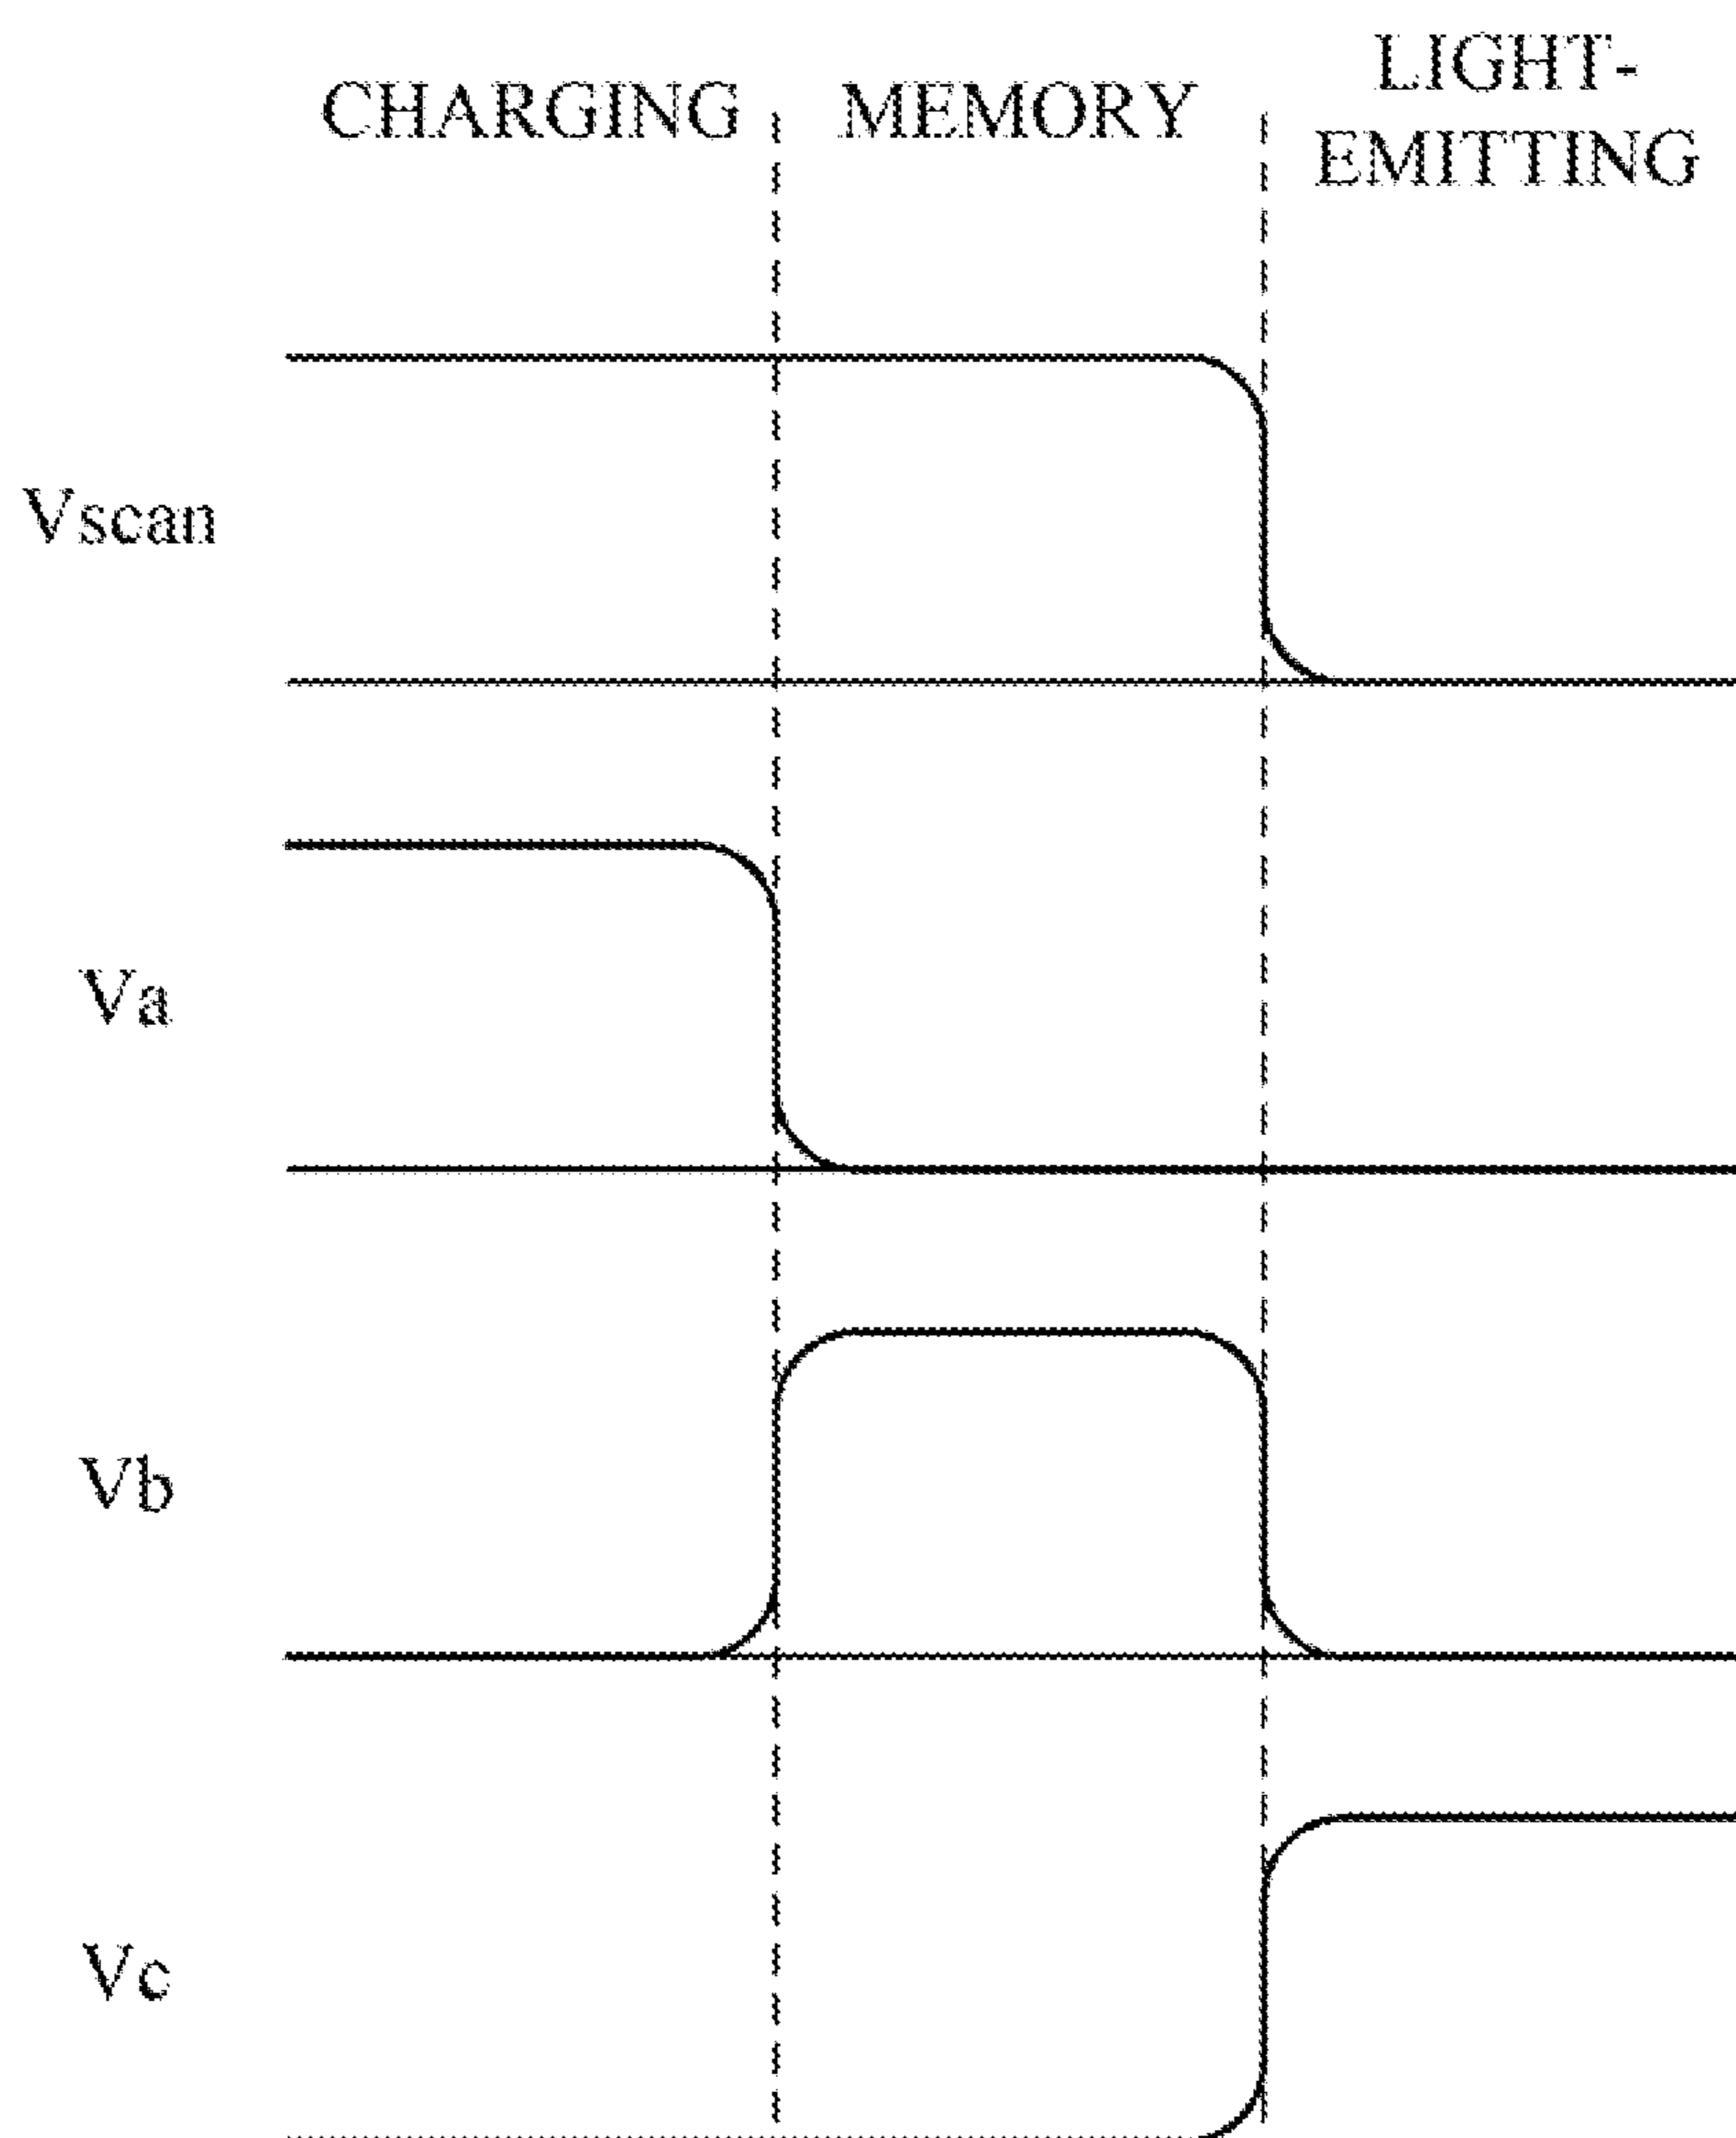 CHARGING
MEMORY
LIGHT-
EMITTING
Vscan
Va
Vb
Vc